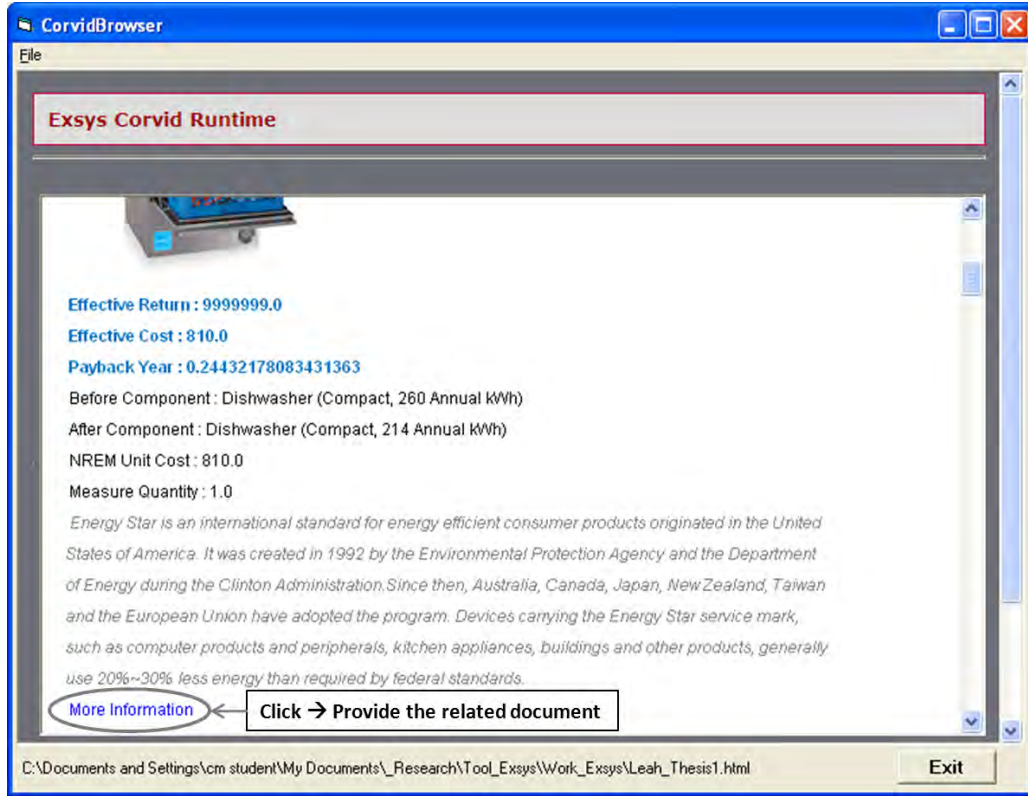 CorvidBrowser
File
Exsys Corvid Runtime
Effective Return : 9999999.0
Effective Cost : 810.0
Payback Year : 0.24432178083431363
Before Component : Dishwasher (Compact, 260 Annual kWh)
After Component : Dishwasher (Compact, 214 Annual kWh)
NREM Unit Cost : 810.0
Measure Quantity : 1.0
Energy Star is an international standard for energy efficient consumer products originated in the United
States of America. It was created in 1992 by the Environmental Protection Agency and the Department
of Energy during the Clinton Administration.Since then, Australia, Canada, Japan, New Zealand, Taiwan
and the European Union have adopted the program. Devices carrying the Energy Star service mark,
such as computer products and peripherals, kitchen appliances, buildings and other products, generally
use 20%~30% less energy than required by federal standards.
More Information
Click → Provide the related document
C:\Documents and Settings\cm student\My Documents\_Research\Tool_Exsys\Work_Exsys\Leah_Thesis1.html
Exit